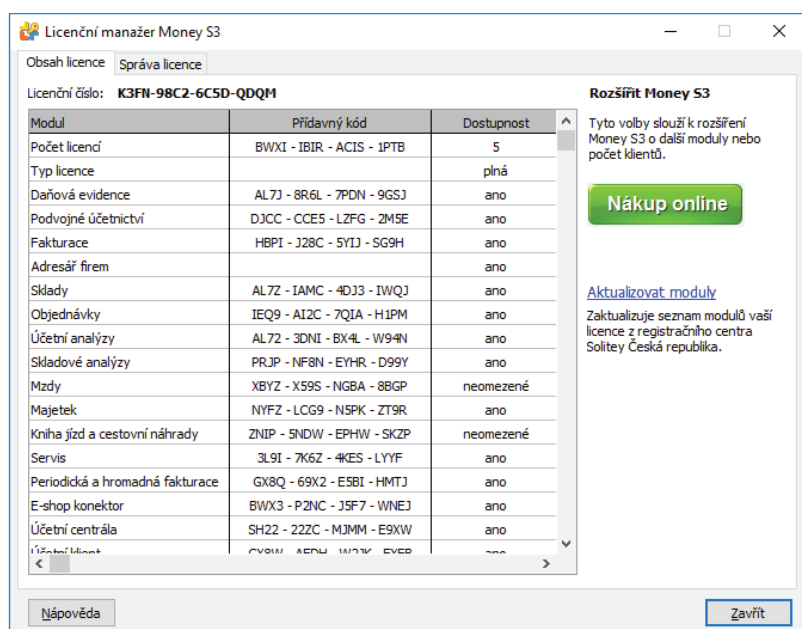 Licenční manažer Money S3
Obsah licence Správa licence
Licenční číslo: K3FN-98C2-6C5D-QDQM
Modul Přídavný kód Dostupnost
Počet licencí BWXI - IBIR - ACIS - 1PTB 5
Typ licence plná
Daňová evidence AL7J - 8R6L - 7PDN - 9GSJ ano
Podvojné účetnictví DJCC - CCE5 - LZFG - 2M5E ano
Fakturace HBPI - J28C - 5YIJ - SG9H ano
Adresář firem ano
Sklady AL7Z - IAMC - 4DJ3 - IWQJ ano
Objednávky IEQ9 - AI2C - 7QIA - H1PM ano
Účetní analýzy AL72 - 3DNI - BX4L - W94N ano
Skladové analýzy PRJP - NF8N - EYHR - D99Y ano
Mzdy XBYZ - X59S - NGBA - 8BGP neomezené
Majetek NYFZ - LCG9 - N5PK - ZT9R ano
Kniha jízd a cestovní náhrady ZNIP - 5NDW - EPHW - SKZP neomezené
Servis 3L9I - 7K6Z - 4KES - LYYF ano
Periodická a hromadná fakturace GX8Q - 69X2 - E5BI - HMTJ ano
E-shop konektor BWX3 - P2NC - J5F7 - WNEJ ano
Účetní centrála SH22 - 22ZC - MJMM - E9XW ano
Účetní klient
Rozšířit Money S3
Tyto volby slouží k rozšíření
Money S3 o další moduly nebo
počet klientů.
Nákup online
Aktualizovat moduly
Zaktualizuje seznam modulů vaší
licence z registračního centra
Solitey Česká republika.
Nápověda Zavřít